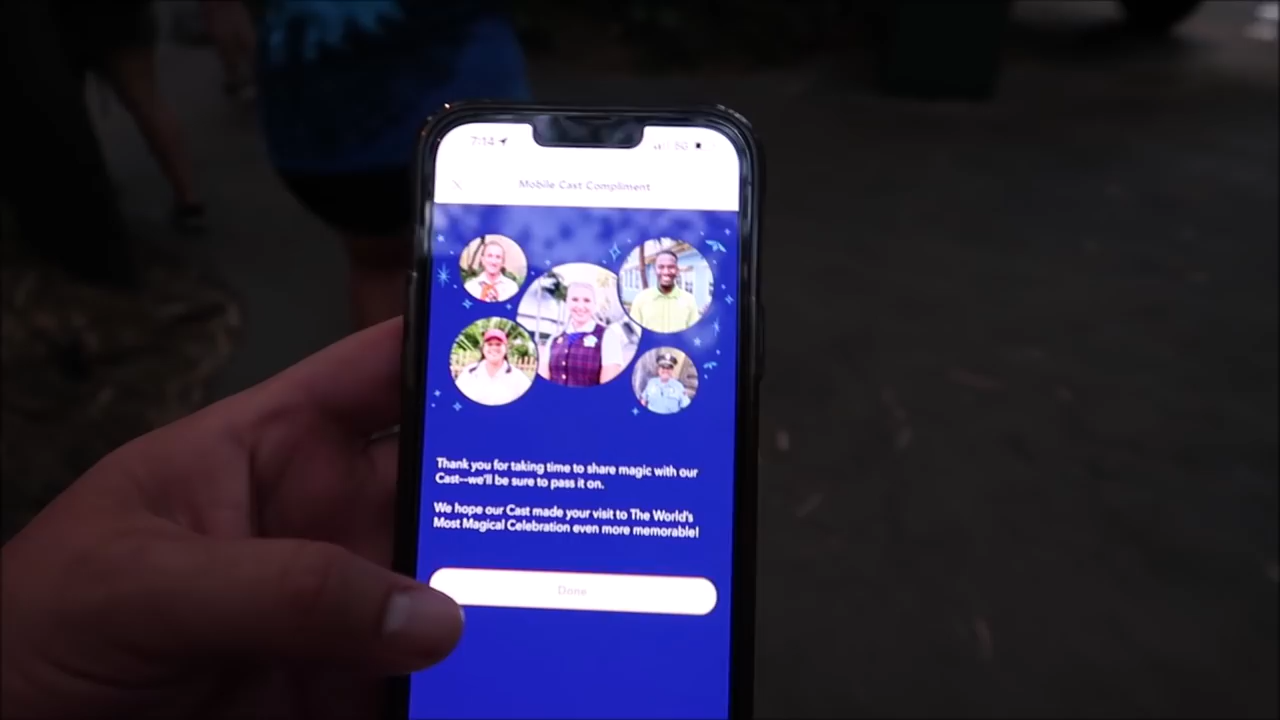 7:14
5G
Mobile Cast Compliment
Thank you for taking time to share magic with our
Cast--we'll be sure to pass it on.
We hope our Cast made your visit to The World's
Most Magical Celebration even more memorable!
Done